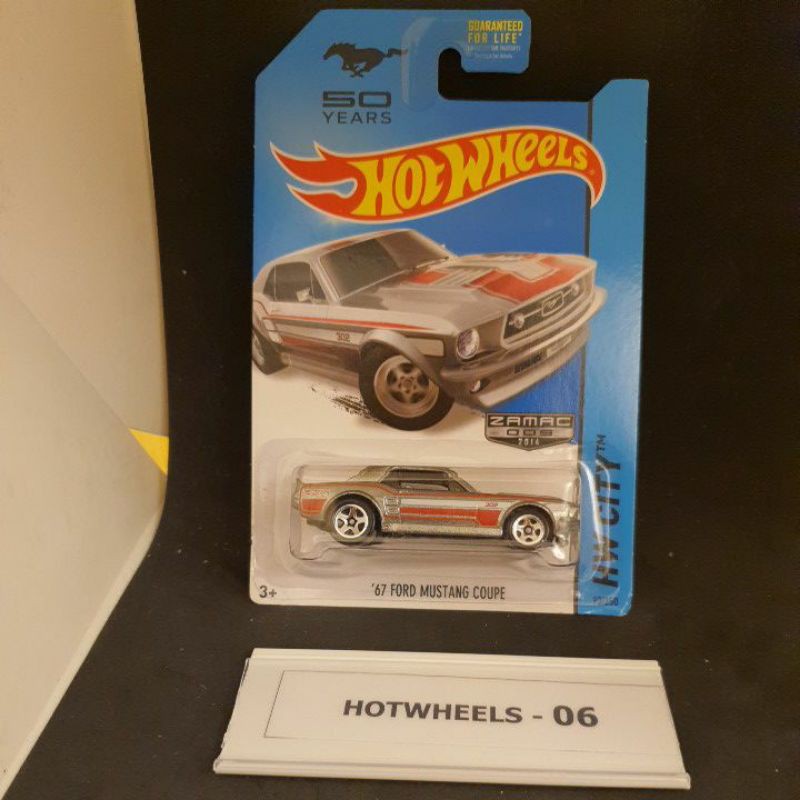 GUARANTEED
FOR LIFE
50
YEARS
HOT WHEELS
302
ZAMAC
2014
HW CITY™
302
'67 FORD MUSTANG COUPE
3+
HOTWHEELS - 06